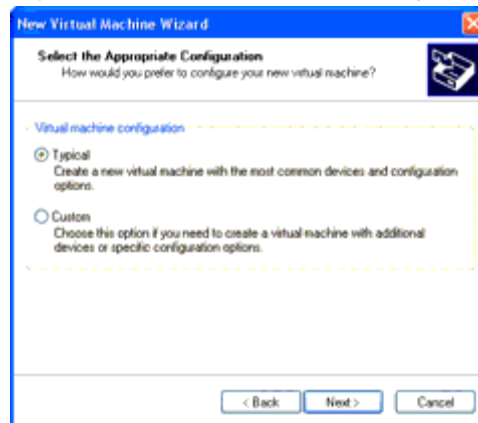 New Virtual Machine Wizard
Select the Appropriate Configuration
How would you prefer to configure your new virtual machine?
Virtual machine configuration
Typical
Create a new virtual machine with the most common devices and configuration
options.
Custom
Choose this option if you need to create a virtual machine with additional
devices or specific configuration options.
< Back
Next >
Cancel